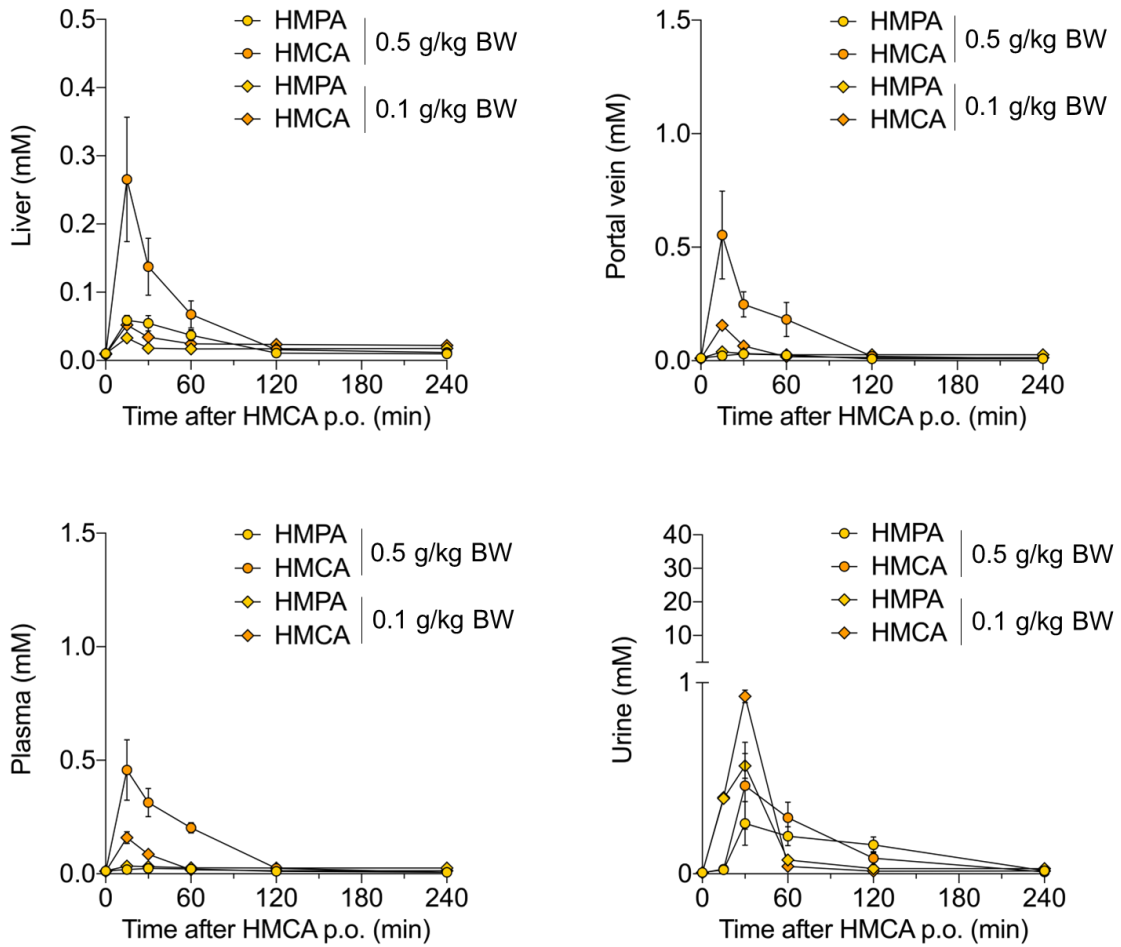 0.5
HMPA
HMCA
0.5 g/kg BW
HMPA
HMCA
0.1 g/kg BW
0.4
0.3
0.2
0.1
0.0
Liver (mM)
0 60 120 180 240
Time after HMCA p.o. (min)
1.5
HMPA
HMCA
0.5 g/kg BW
HMPA
HMCA
0.1 g/kg BW
1.0
0.5
0.0
Portal vein (mM)
0 60 120 180 240
Time after HMCA p.o. (min)
1.5
HMPA
HMCA
0.5 g/kg BW
HMPA
HMCA
0.1 g/kg BW
1.0
0.5
0.0
Plasma (mM)
0 60 120 180 240
Time after HMCA p.o. (min)
40
HMPA
HMCA
0.5 g/kg BW
HMPA
HMCA
0.1 g/kg BW
30
20
10
1
0
Urine (mM)
0 60 120 180 240
Time after HMCA p.o. (min)